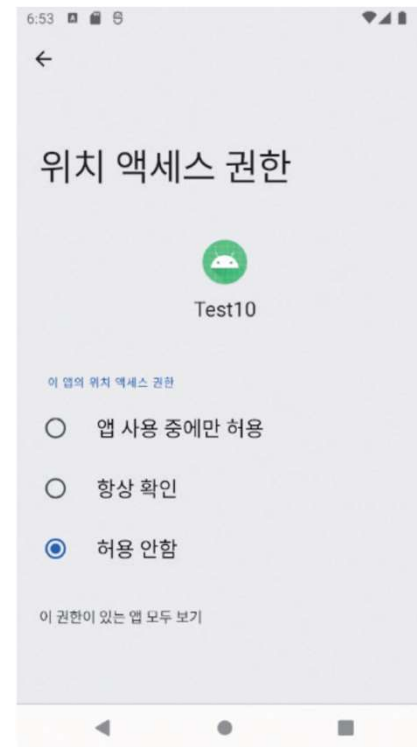 6:53
위치 액세스 권한
Test10
이 앱의 위치 액세스 권한
앱 사용 중에만 허용
항상 확인
허용 안함
이 권한이 있는 앱 모두 보기